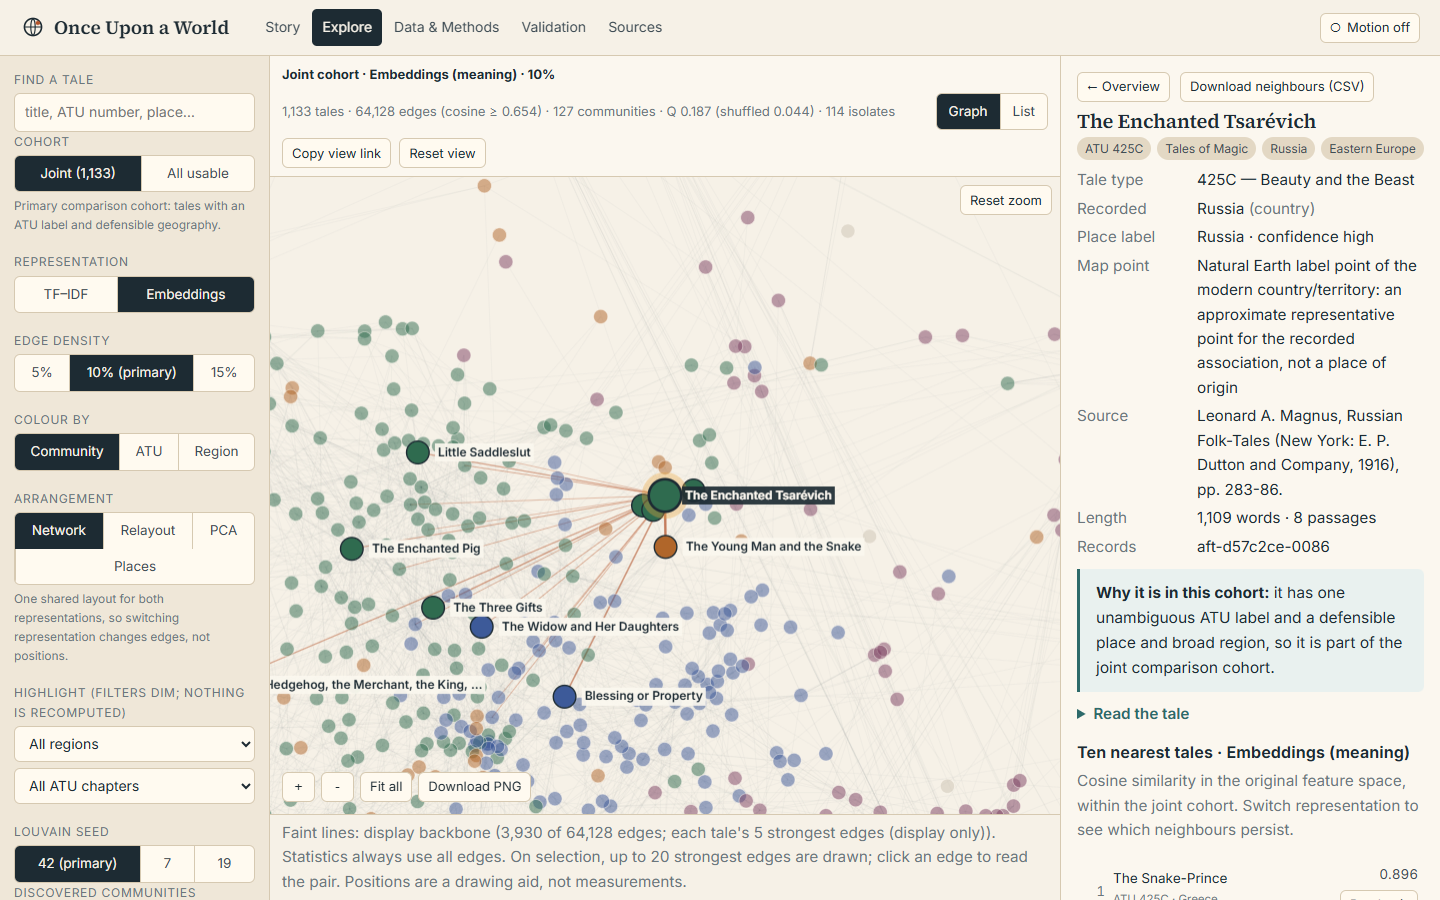 Once Upon a World
Story
Explore
Data & Methods
Validation
Sources
Motion off
FIND A TALE
title, ATU number, place...
COHORT
Joint (1,133)
All usable
Primary comparison cohort: tales with an
ATU label and defensible geography.
REPRESENTATION
TF–IDF
Embeddings
EDGE DENSITY
5%
10% (primary)
15%
COLOUR BY
Community
ATU
Region
ARRANGEMENT
Network
Relayout
PCA
Places
One shared layout for both
representations, so switching
representation changes edges, not
positions.
HIGHLIGHT (FILTERS DIM; NOTHING
IS RECOMPUTED)
All regions
All ATU chapters
LOUVAIN SEED
42 (primary)
7
19
DISCOVERED COMMUNITIES
Joint cohort · Embeddings (meaning) · 10%
1,133 tales · 64,128 edges (cosine ≥ 0.654) · 127 communities · Q 0.187 (shuffled 0.044) · 114 isolates
Graph
List
Copy view link
Reset view
Reset zoom
Little Saddleslut
The Enchanted Tsarévich
The Enchanted Pig
The Young Man and the Snake
The Three Gifts
The Widow and Her Daughters
Hedgehog, the Merchant, the King, ...
Blessing or Property
+
-
Fit all
Download PNG
Faint lines: display backbone (3,930 of 64,128 edges; each tale's 5 strongest edges (display only)).
Statistics always use all edges. On selection, up to 20 strongest edges are drawn; click an edge to read
the pair. Positions are a drawing aid, not measurements.
← Overview
Download neighbours (CSV)
The Enchanted Tsarévich
ATU 425C
Tales of Magic
Russia
Eastern Europe
Tale type
425C — Beauty and the Beast
Recorded
Russia (country)
Place label
Russia · confidence high
Map point
Natural Earth label point of the
modern country/territory: an
approximate representative
point for the recorded
association, not a place of
origin
Source
Leonard A. Magnus, Russian
Folk-Tales (New York: E. P.
Dutton and Company, 1916),
pp. 283-86.
Length
1,109 words · 8 passages
Records
aft-d57c2ce-0086
Why it is in this cohort: it has one
unambiguous ATU label and a defensible
place and broad region, so it is part of the
joint comparison cohort.
Read the tale
Ten nearest tales · Embeddings (meaning)
Cosine similarity in the original feature space,
within the joint cohort. Switch representation to
see which neighbours persist.
1
The Snake-Prince
0.896
ATU 425C · Greece